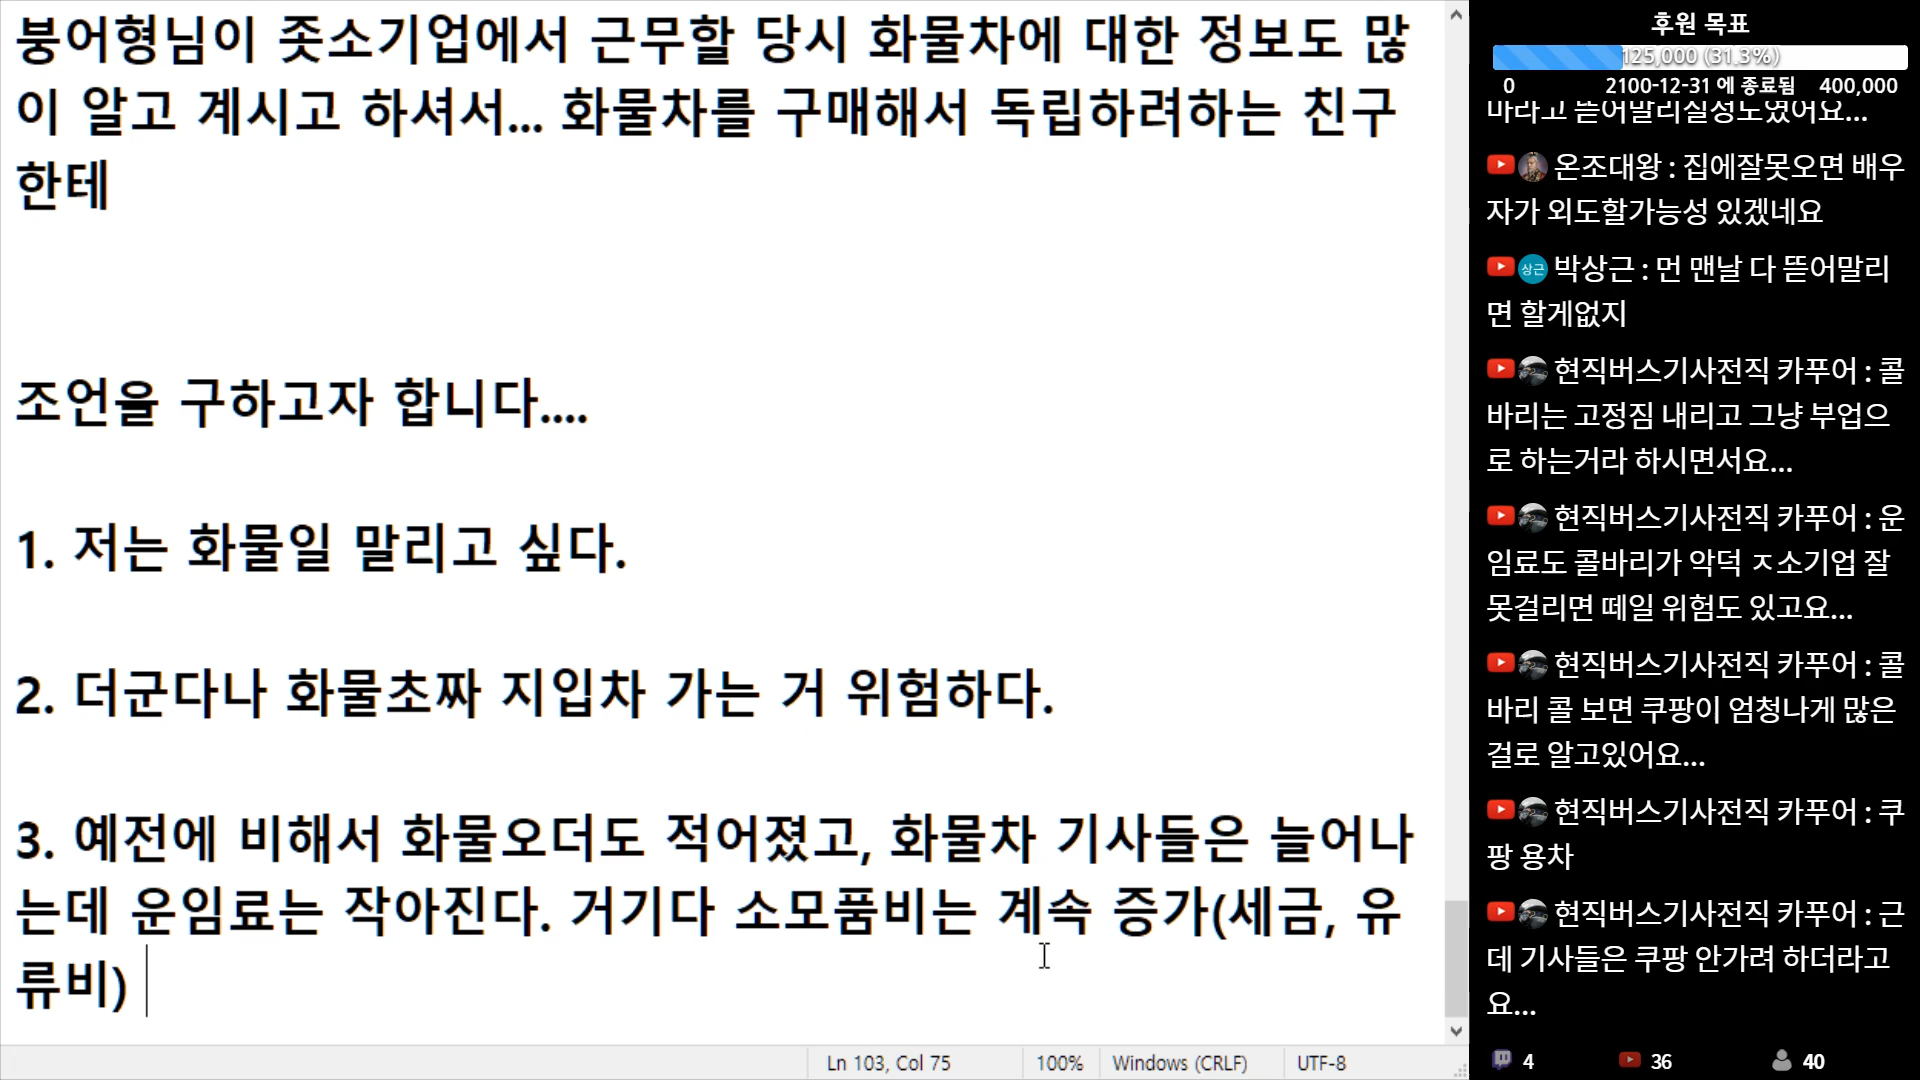 붕어형님이 좃소기업에서 근무할 당시 화물차에 대한 정보도 많
이 알고 계시고 하셔서... 화물차를 구매해서 독립하려하는 친구
한테
조언을 구하고자 합니다....
1. 저는 화물일 말리고 싶다.
2. 더군다나 화물초짜 지입차 가는 거 위험하다.
3. 예전에 비해서 화물오더도 적어졌고, 화물차 기사들은 늘어나
는데 운임료는 작아진다. 거기다 소모품비는 계속 증가(세금, 유
류비)
Ln 103, Col 75 100% Windows (CRLF) UTF-8
후원 목표
125,000 (31.3%)
0 2100-12-31 에 종료됨 400,000
바라고 뜯어말리실정도였어요...
온조대왕 : 집에잘못오면 배우
자가 외도할가능성 있겠네요
상근 박상근 : 먼 맨날 다 뜯어말리
면 할게없지
현직버스기사전직 카푸어 : 콜
바리는 고정짐 내리고 그냥 부업으
로 하는거라 하시면서요...
현직버스기사전직 카푸어 : 운
임료도 콜바리가 악덕 ㅈ소기업 잘
못걸리면 떼일 위험도 있고요...
현직버스기사전직 카푸어 : 콜
바리 콜 보면 쿠팡이 엄청나게 많은
걸로 알고있어요...
현직버스기사전직 카푸어 : 쿠
팡 용차
현직버스기사전직 카푸어 : 근
데 기사들은 쿠팡 안가려 하더라고
요...
4 36 40